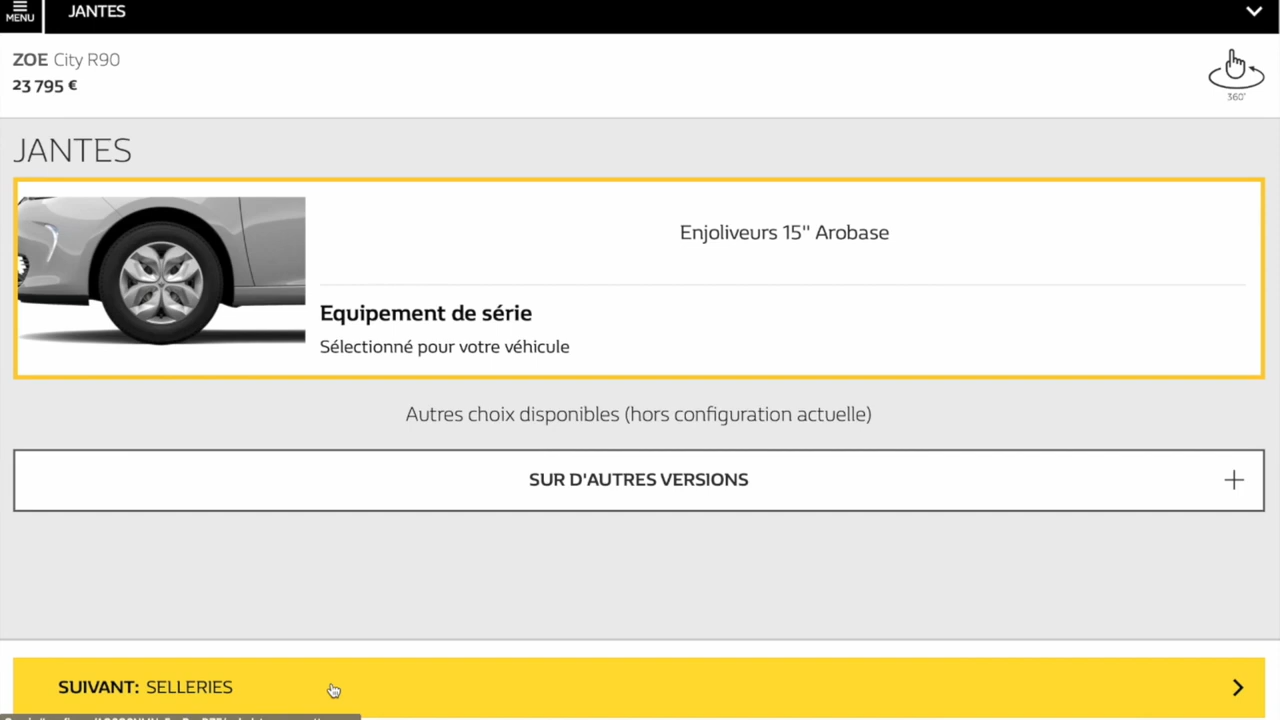 MENU
JANTES
ZOE City R90
23 795 €
360°
JANTES
Enjoliveurs 15'' Arobase
Equipement de série
Sélectionné pour votre véhicule
Autres choix disponibles (hors configuration actuelle)
SUR D'AUTRES VERSIONS
SUIVANT: SELLERIES